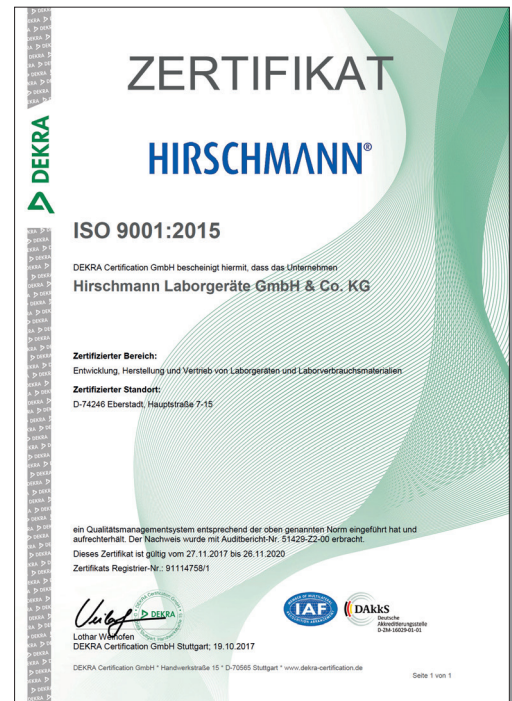 ZERTIFIKAT
DEKRA
HIRSCHMANN®
ISO 9001:2015
DEKRA Certification GmbH bescheinigt hiermit, dass das Unternehmen
Hirschmann Laborgeräte GmbH & Co. KG
Zertifizierter Bereich:
Entwicklung, Herstellung und Vertrieb von Laborgeräten und Laborverbrauchsmaterialien
Zertifizierter Standort:
D-74246 Eberstadt, Hauptstraße 7-15
ein Qualitätsmanagementsystem entsprechend der oben genannten Norm eingeführt hat und
aufrechterhält. Der Nachweis wurde mit Auditbericht-Nr. 51429-Z2-00 erbracht.
Dieses Zertifikat ist gültig vom 27.11.2017 bis 26.11.2020
Zertifikats Registrier-Nr.: 91114758/1
DEKRA
IAF
DAkkS
Deutsche
Akkreditierungsstelle
D-ZM-16029-01-01
Lothar Weihofen
DEKRA Certification GmbH Stuttgart; 19.10.2017
DEKRA Certification GmbH * Handwerkstraße 15 * D-70565 Stuttgart * www.dekra-certification.de
Seite 1 von 1